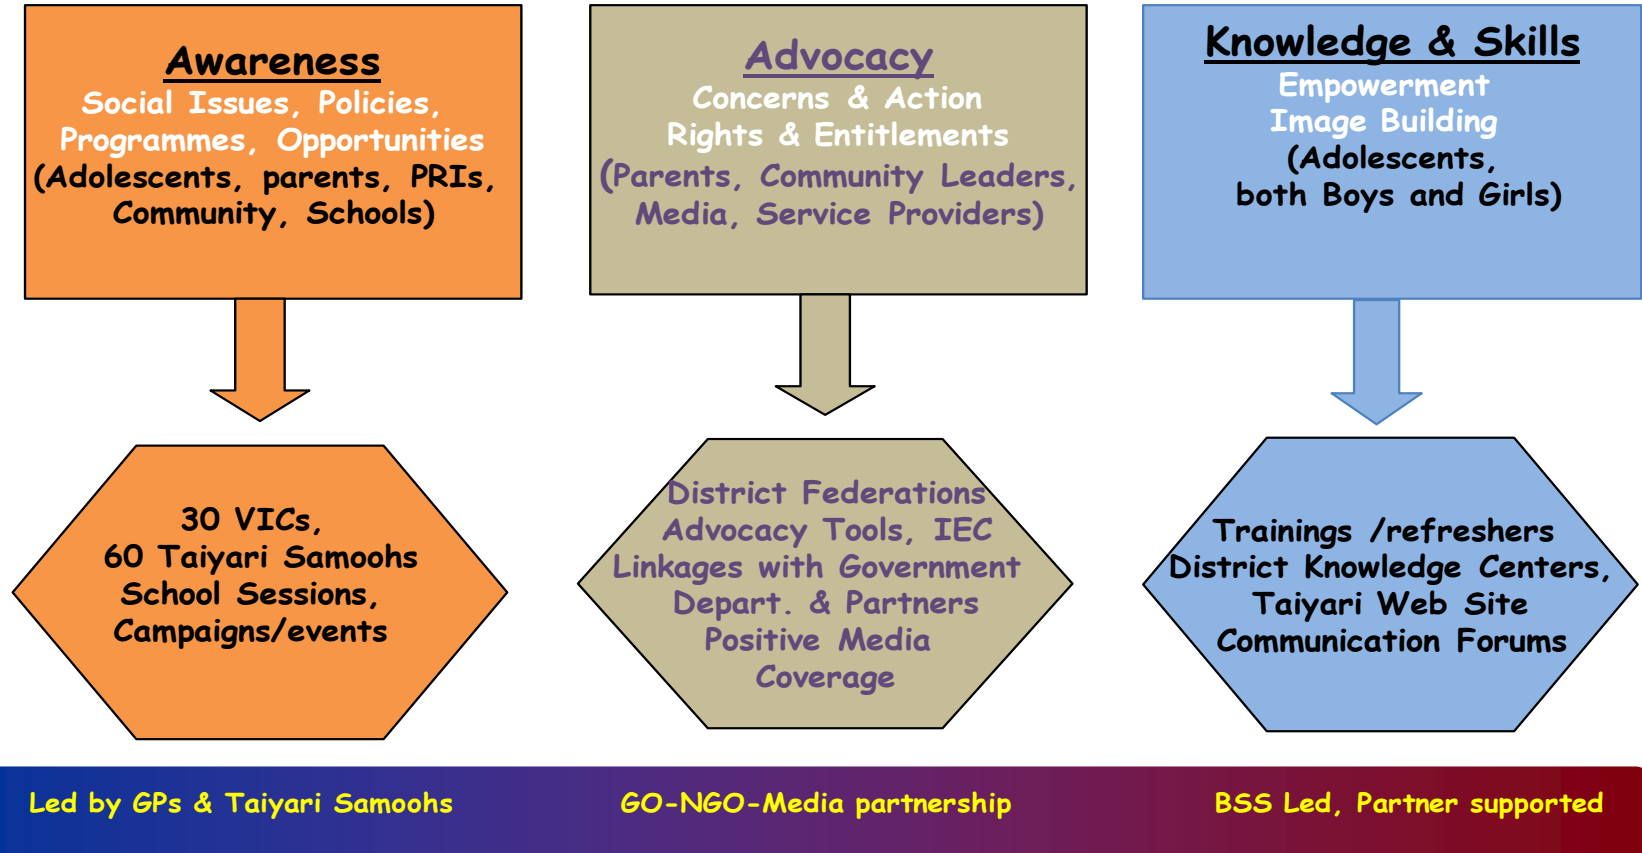 Awareness
Social Issues, Policies,
Programmes, Opportunities
(Adolescents, parents, PRIs,
Community, Schools)
30 VICs,
60 Taiyari Samoohs
School Sessions,
Campaigns/events
Led by GPs & Taiyari Samoohs
Advocacy
Concerns & Action
Rights & Entitlements
(Parents, Community Leaders,
Media, Service Providers)
District Federations
Advocacy Tools, IEC
Linkages with Government
Depart. & Partners
Positive Media
Coverage
GO-NGO-Media partnership
Knowledge & Skills
Empowerment
Image Building
(Adolescents,
both Boys and Girls)
Trainings /refreshers
District Knowledge Centers,
Taiyari Web Site
Communication Forums
BSS Led, Partner supported